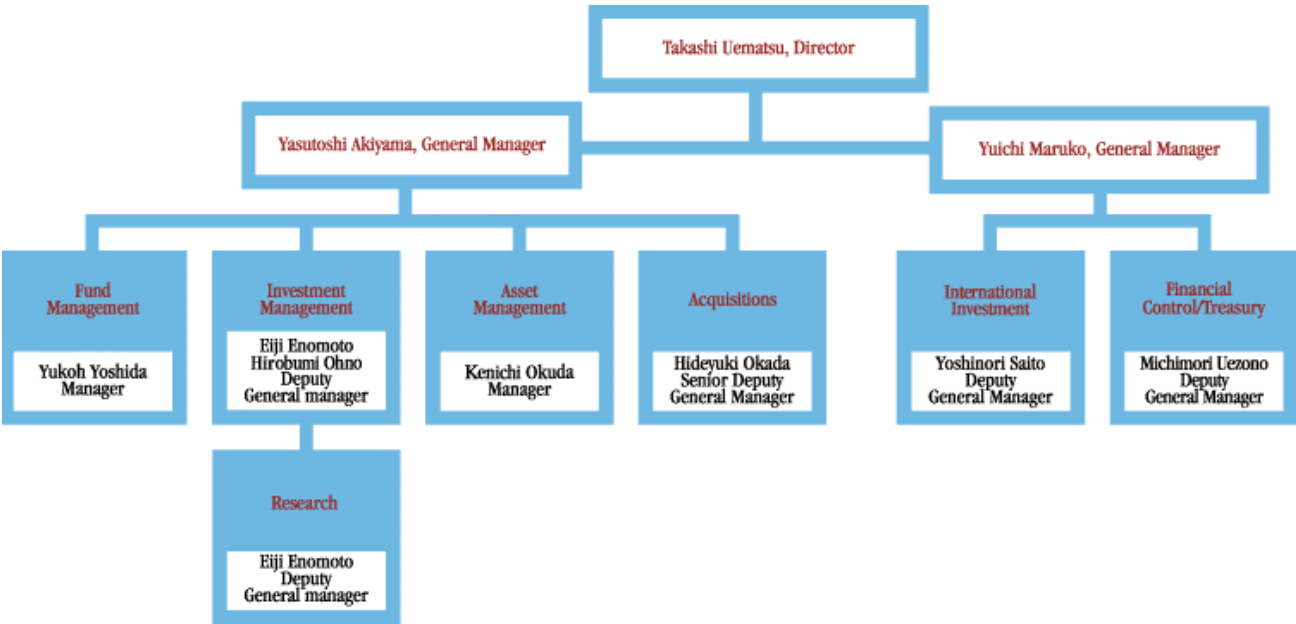 Takashi Uematsu, Director
Yasutoshi Akiyama, General Manager
Yuichi Maruko, General Manager
Fund
Management
Yukoh Yoshida
Manager
Investment
Management
Eiji Enomoto
Hirobumi Ohno
Deputy
General manager
Asset
Management
Kenichi Okuda
Manager
Acquisitions
Hideyuki Okada
Senior Deputy
General Manager
International
Investment
Yoshinori Saito
Deputy
General Manager
Financial
Control/Treasury
Michimori Uezono
Deputy
General Manager
Research
Eiji Enomoto
Deputy
General manager